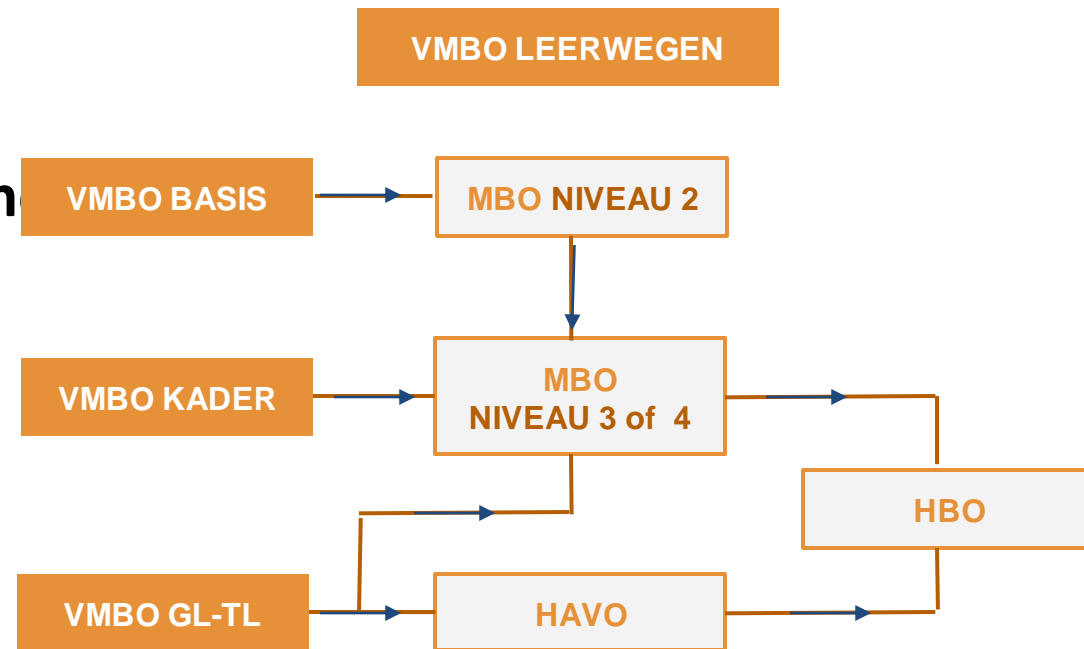 VMBO LEERWEGEN
VMBO BASIS
MBO NIVEAU 2
VMBO KADER
MBO
NIVEAU 3 of 4
HBO
VMBO GL-TL
HAVO